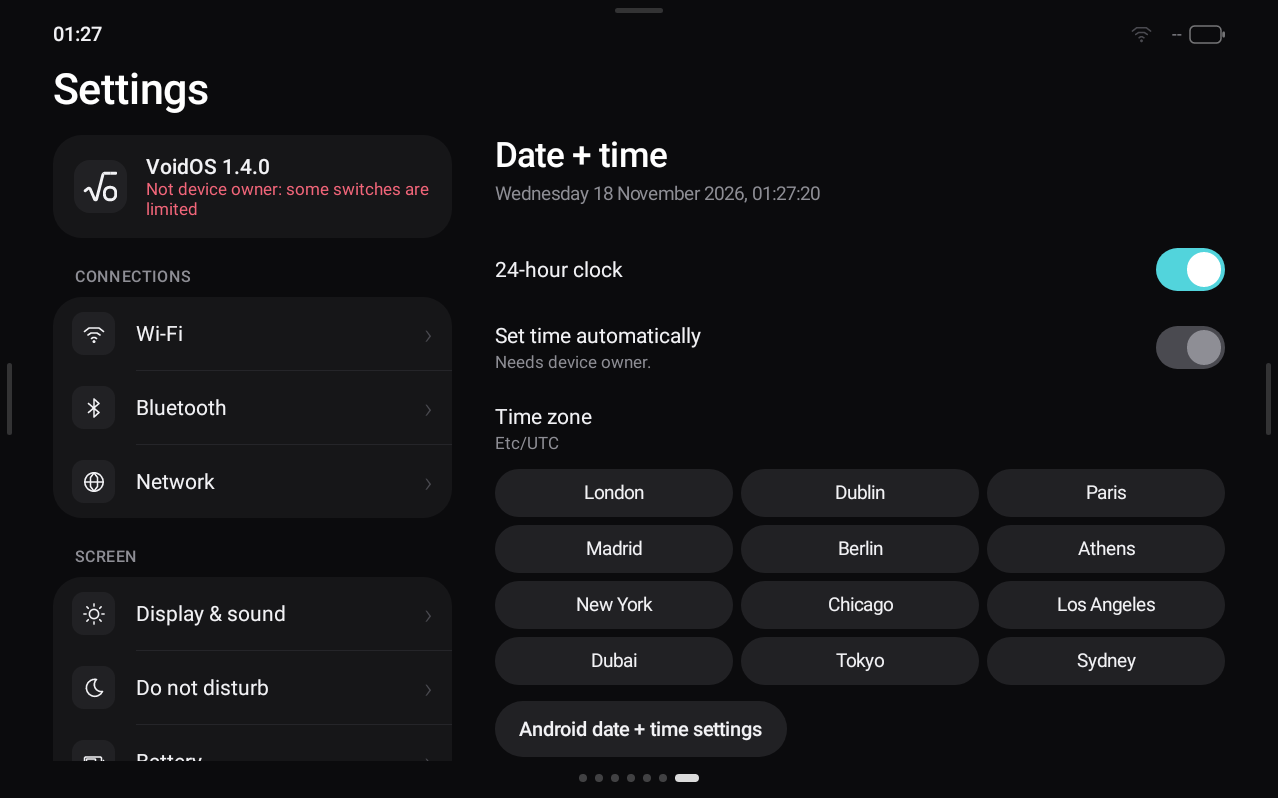 01:27
--
Settings
VoidOS 1.4.0
Not device owner: some switches are
limited
CONNECTIONS
Wi-Fi
Bluetooth
Network
SCREEN
Display & sound
Do not disturb
Battery
Date + time
Wednesday 18 November 2026, 01:27:20
24-hour clock
Set time automatically
Needs device owner.
Time zone
Etc/UTC
London
Dublin
Paris
Madrid
Berlin
Athens
New York
Chicago
Los Angeles
Dubai
Tokyo
Sydney
Android date + time settings